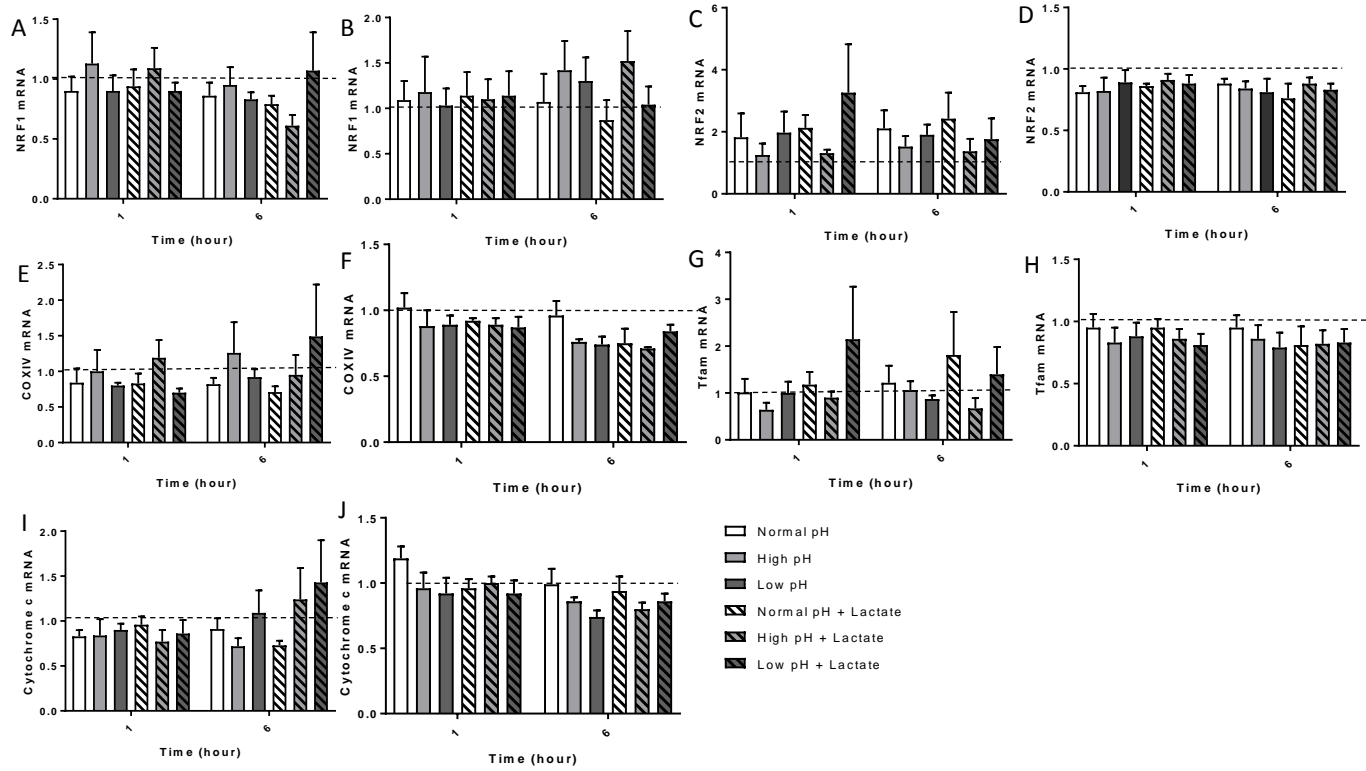 A
1.5
1.0
0.5
0.0
NRF1 mRNA
1
6
Time (hour)
B
2.0
1.5
1.0
0.5
0.0
NRF1 mRNA
1
6
Time (hour)
C
6
4
2
0
NRF2 mRNA
1
6
Time (hour)
D
1.5
1.0
0.5
0.0
NRF2 mRNA
1
6
Time (hour)
E
2.5
2.0
1.5
1.0
0.5
0.0
COXIV mRNA
1
6
Time (hour)
F
1.5
1.0
0.5
0.0
COXIV mRNA
1
6
Time (hour)
G
4
3
2
1
0
Tfam mRNA
1
6
Time (hour)
H
1.5
1.0
0.5
0.0
Tfam mRNA
1
6
Time (hour)
I
2.0
1.5
1.0
0.5
0.0
Cytochrome c mRNA
1
6
Time (hour)
J
1.5
1.0
0.5
0.0
Cytochrome c mRNA
1
6
Time (hour)
Normal pH
High pH
Low pH
Normal pH + Lactate
High pH + Lactate
Low pH + Lactate